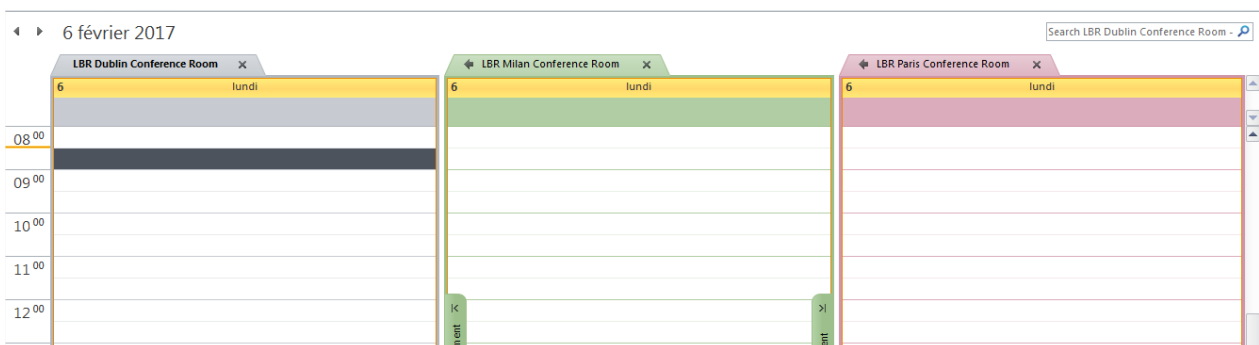 6 février 2017
Search LBR Dublin Conference Room -
LBR Dublin Conference Room
LBR Milan Conference Room
LBR Paris Conference Room
6 lundi
6 lundi
6 lundi
08 00
09 00
10 00
11 00
12 00